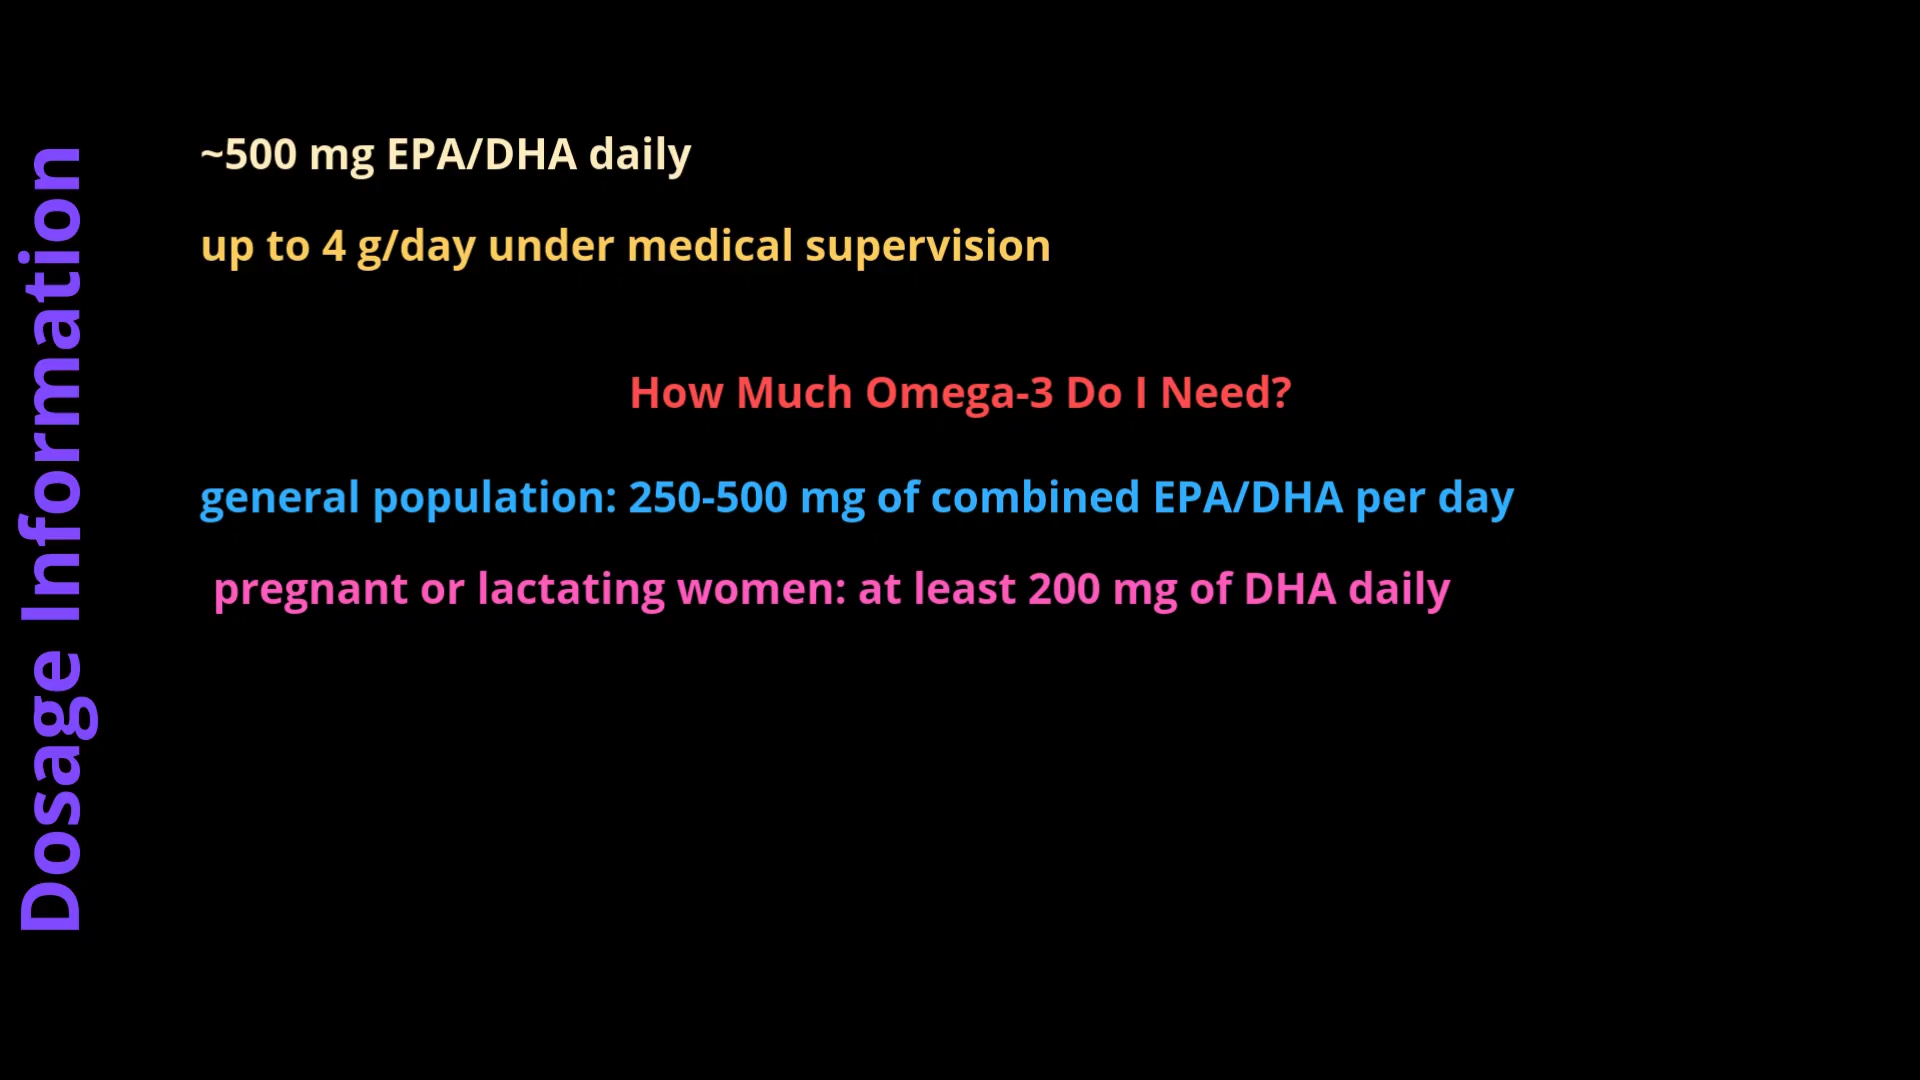 Dosage Information
~500 mg EPA/DHA daily
up to 4 g/day under medical supervision
How Much Omega-3 Do I Need?
general population: 250-500 mg of combined EPA/DHA per day
pregnant or lactating women: at least 200 mg of DHA daily